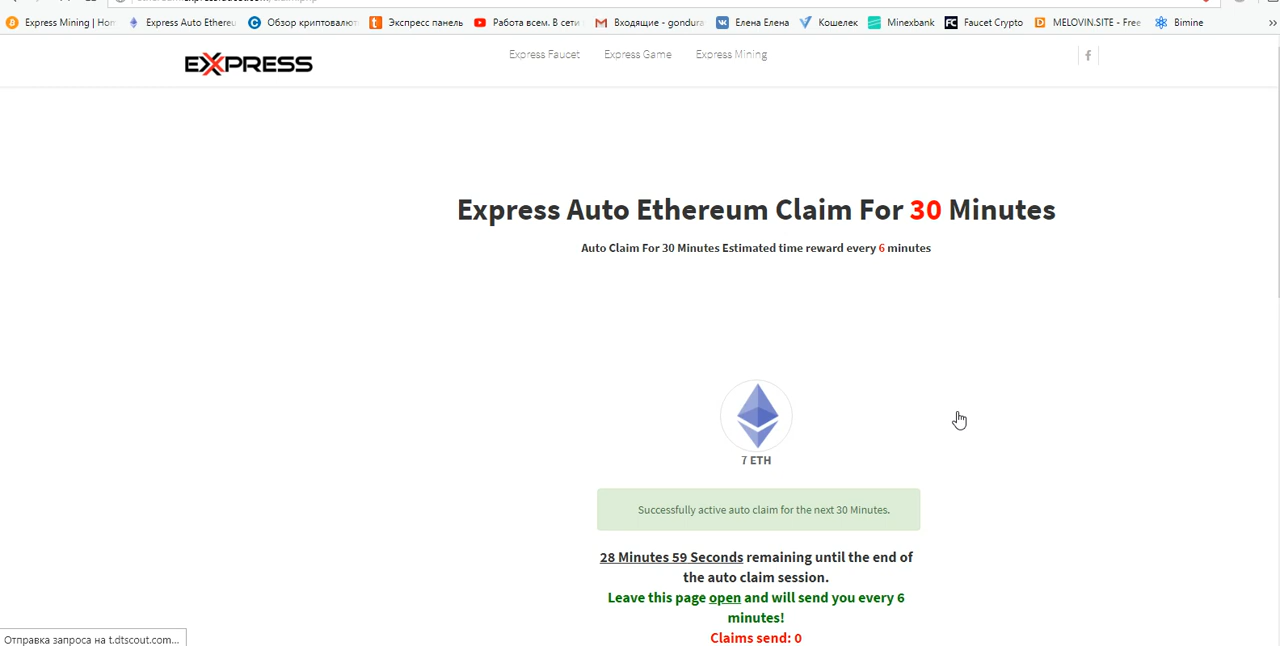 Express Mining | Hom
Express Auto Ethereu
Обзор криптовалют
Экспресс панель
Работа всем. В сети
Входящие - gondura
Елена Елена
Кошелек
Minexbank
Faucet Crypto
MELOVIN.SITE - Free
Bimine
EXPRESS
Express Faucet
Express Game
Express Mining
Express Auto Ethereum Claim For 30 Minutes
Auto Claim For 30 Minutes Estimated time reward every 6 minutes
7 ETH
Successfully active auto claim for the next 30 Minutes.
28 Minutes 59 Seconds remaining until the end of
the auto claim session.
Leave this page open and will send you every 6
minutes!
Claims send: 0
Отправка запроса на t.dtscout.com...